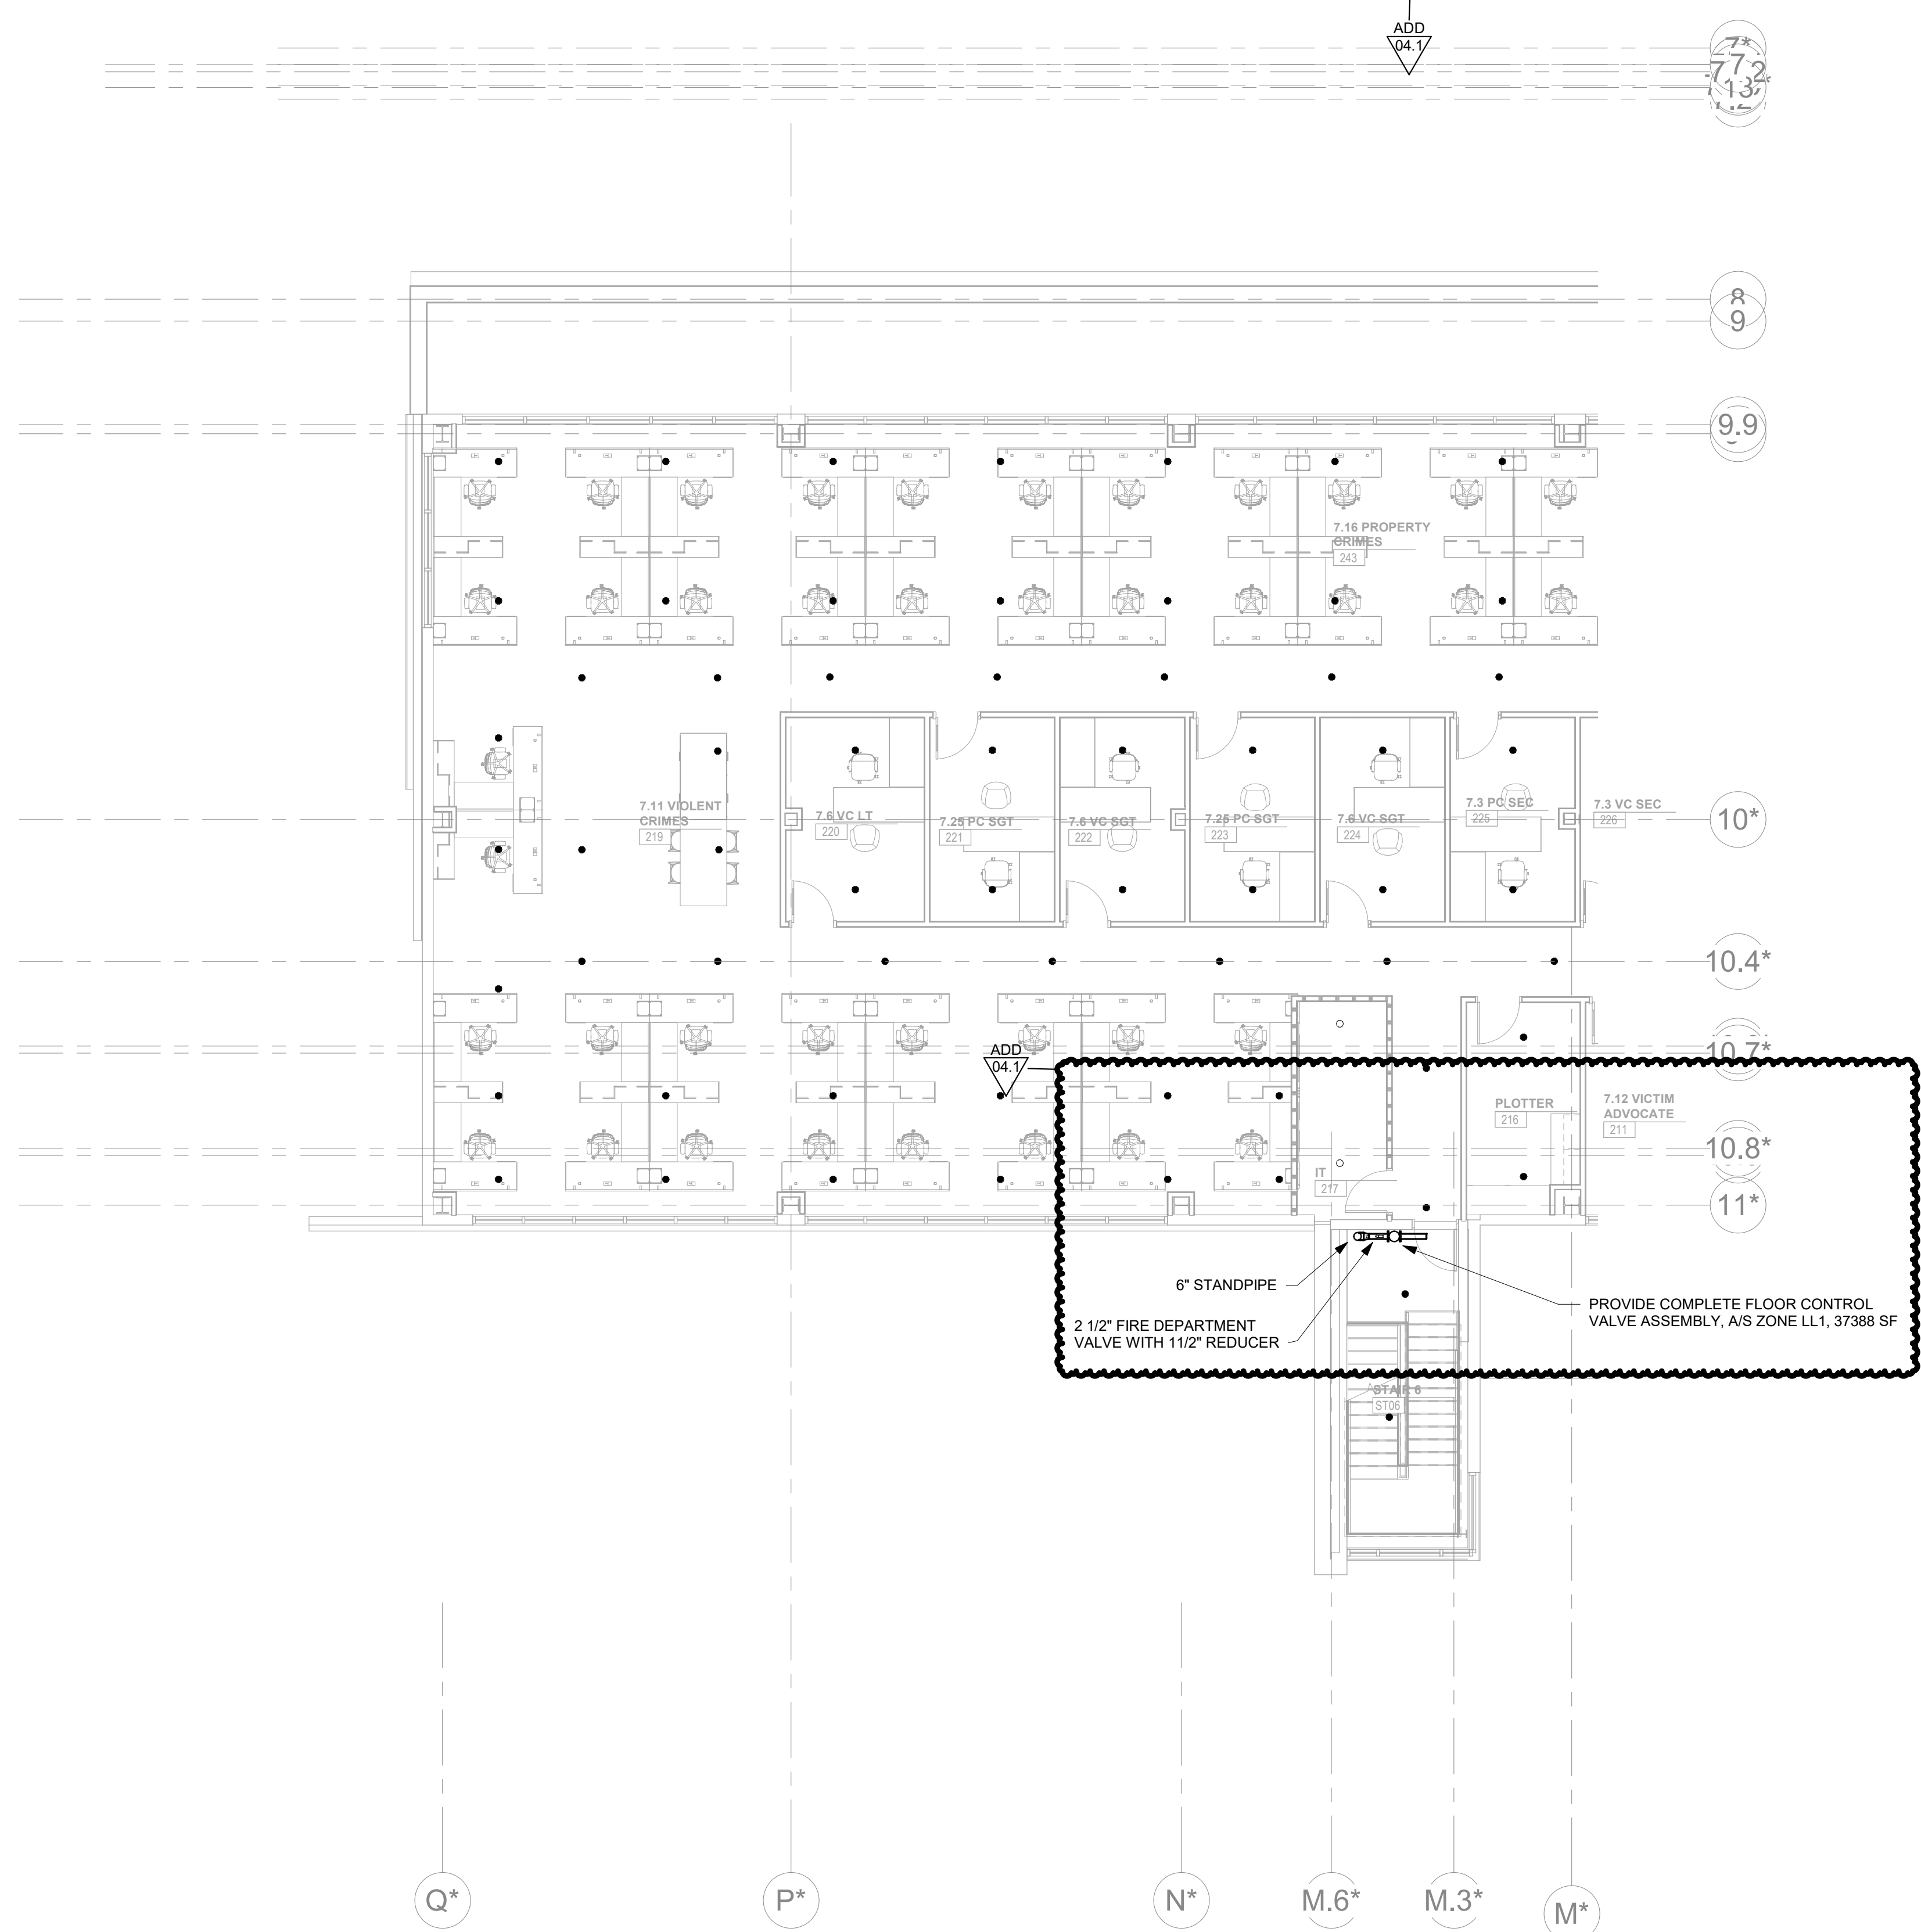 ADD
04.1
7*
7.2
13
8
9
9.9
7.16 PROPERTY
CRIMES
243
7.11 VIOLENT
CRIMES
219
7.6 VC LT
220
7.25 PC SGT
221
7.6 VC SGT
222
7.25 PC SGT
223
7.6 VC SGT
224
7.3 PC SEC
225
7.3 VC SEC
226
10*
10.4*
ADD
04.1
10.7*
PLOTTER
216
7.12 VICTIM
ADVOCATE
211
10.8*
IT
217
11*
6" STANDPIPE
2 1/2" FIRE DEPARTMENT
VALVE WITH 11/2" REDUCER
PROVIDE COMPLETE FLOOR CONTROL
VALVE ASSEMBLY, A/S ZONE LL1, 37388 SF
STAIR 6
ST06
Q*
P*
N*
M.6*
M.3*
M*